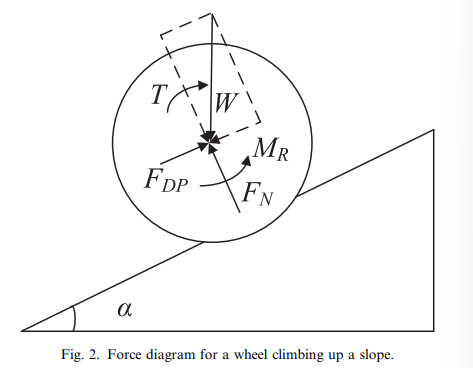 T
W
M_R
F_DP
F_N
α
Fig. 2. Force diagram for a wheel climbing up a slope.